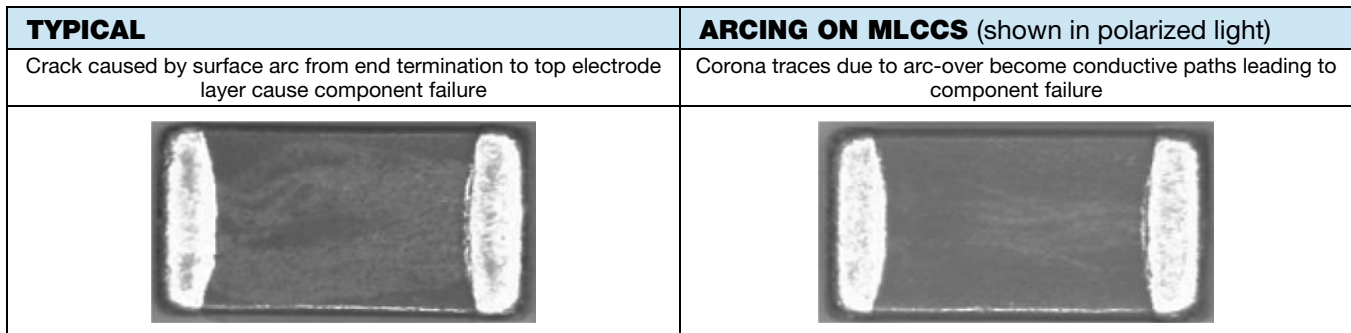 TYPICAL
ARCING ON MLCCS (shown in polarized light)
Crack caused by surface arc from end termination to top electrode
layer cause component failure
Corona traces due to arc-over become conductive paths leading to
component failure